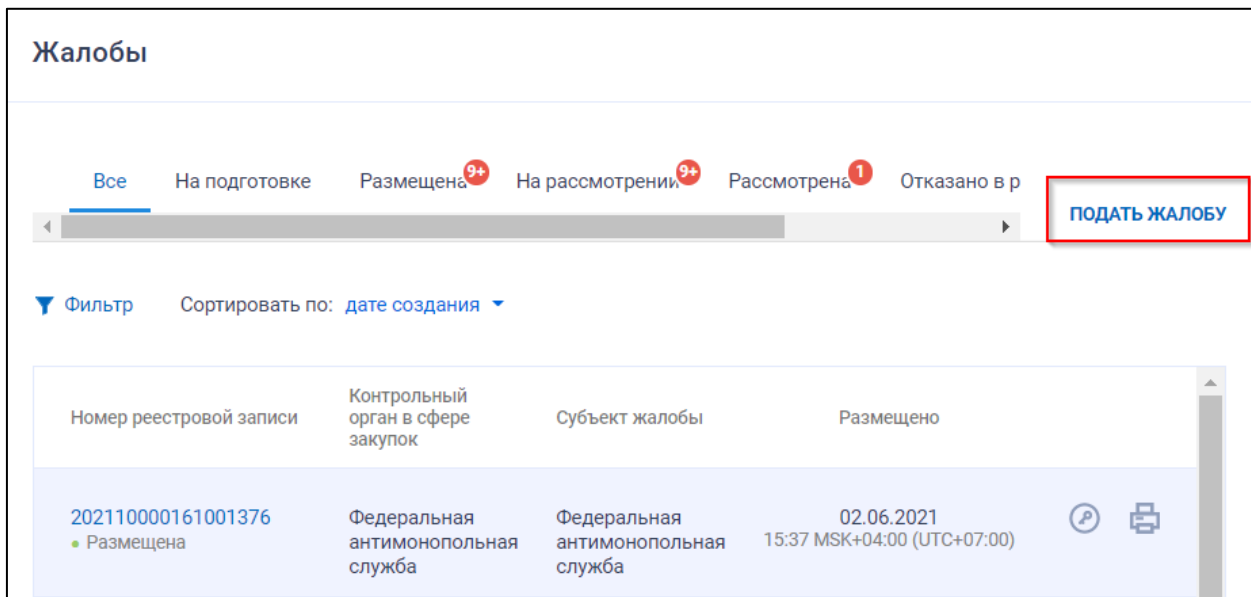 Жалобы
Все На подготовке Размещена 9+ На рассмотрении 9+ Рассмотрена 1 Отказано в р
ПОДАТЬ ЖАЛОБУ
Фильтр Сортировать по: дате создания
Номер реестровой записи Контрольный орган в сфере закупок Субъект жалобы Размещено
202110000161001376 Федеральная антимонопольная служба Федеральная антимонопольная служба 02.06.2021
Размещена 15:37 MSK+04:00 (UTC+07:00)